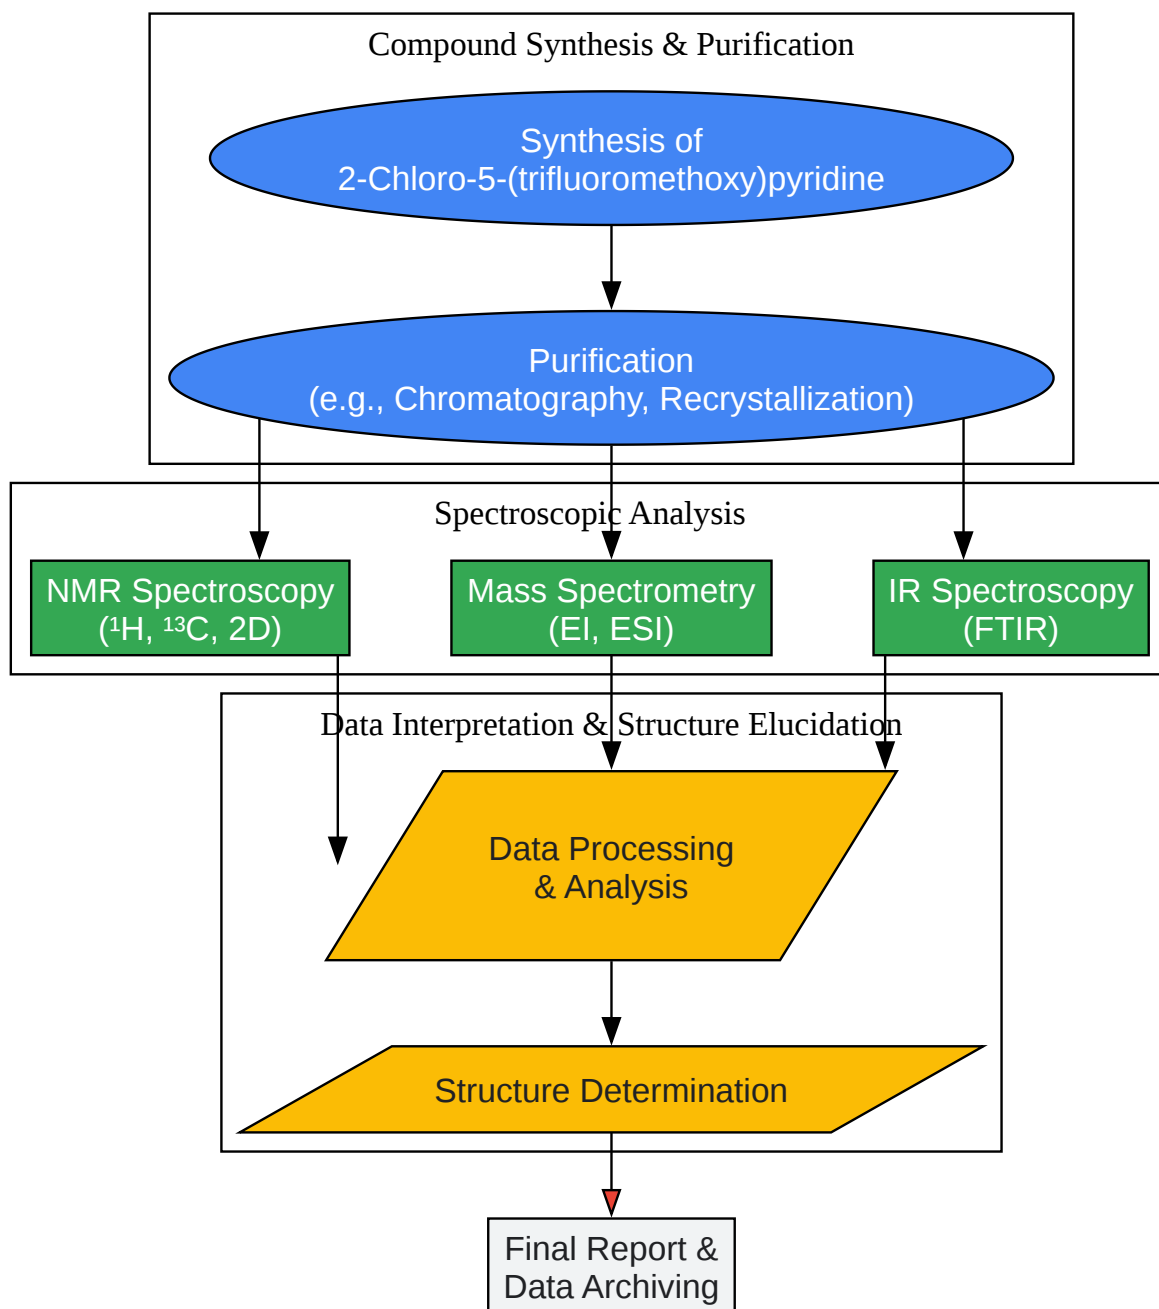 Compound Synthesis & Purification
Synthesis of
2-Chloro-5-(trifluoromethoxy)pyridine
Purification
(e.g., Chromatography, Recrystallization)
Spectroscopic Analysis
NMR Spectroscopy
(¹H, ¹³C, 2D)
Mass Spectrometry
(EI, ESI)
IR Spectroscopy
(FTIR)
Data Interpretation & Structure Elucidation
Data Processing
& Analysis
Structure Determination
Final Report &
Data Archiving